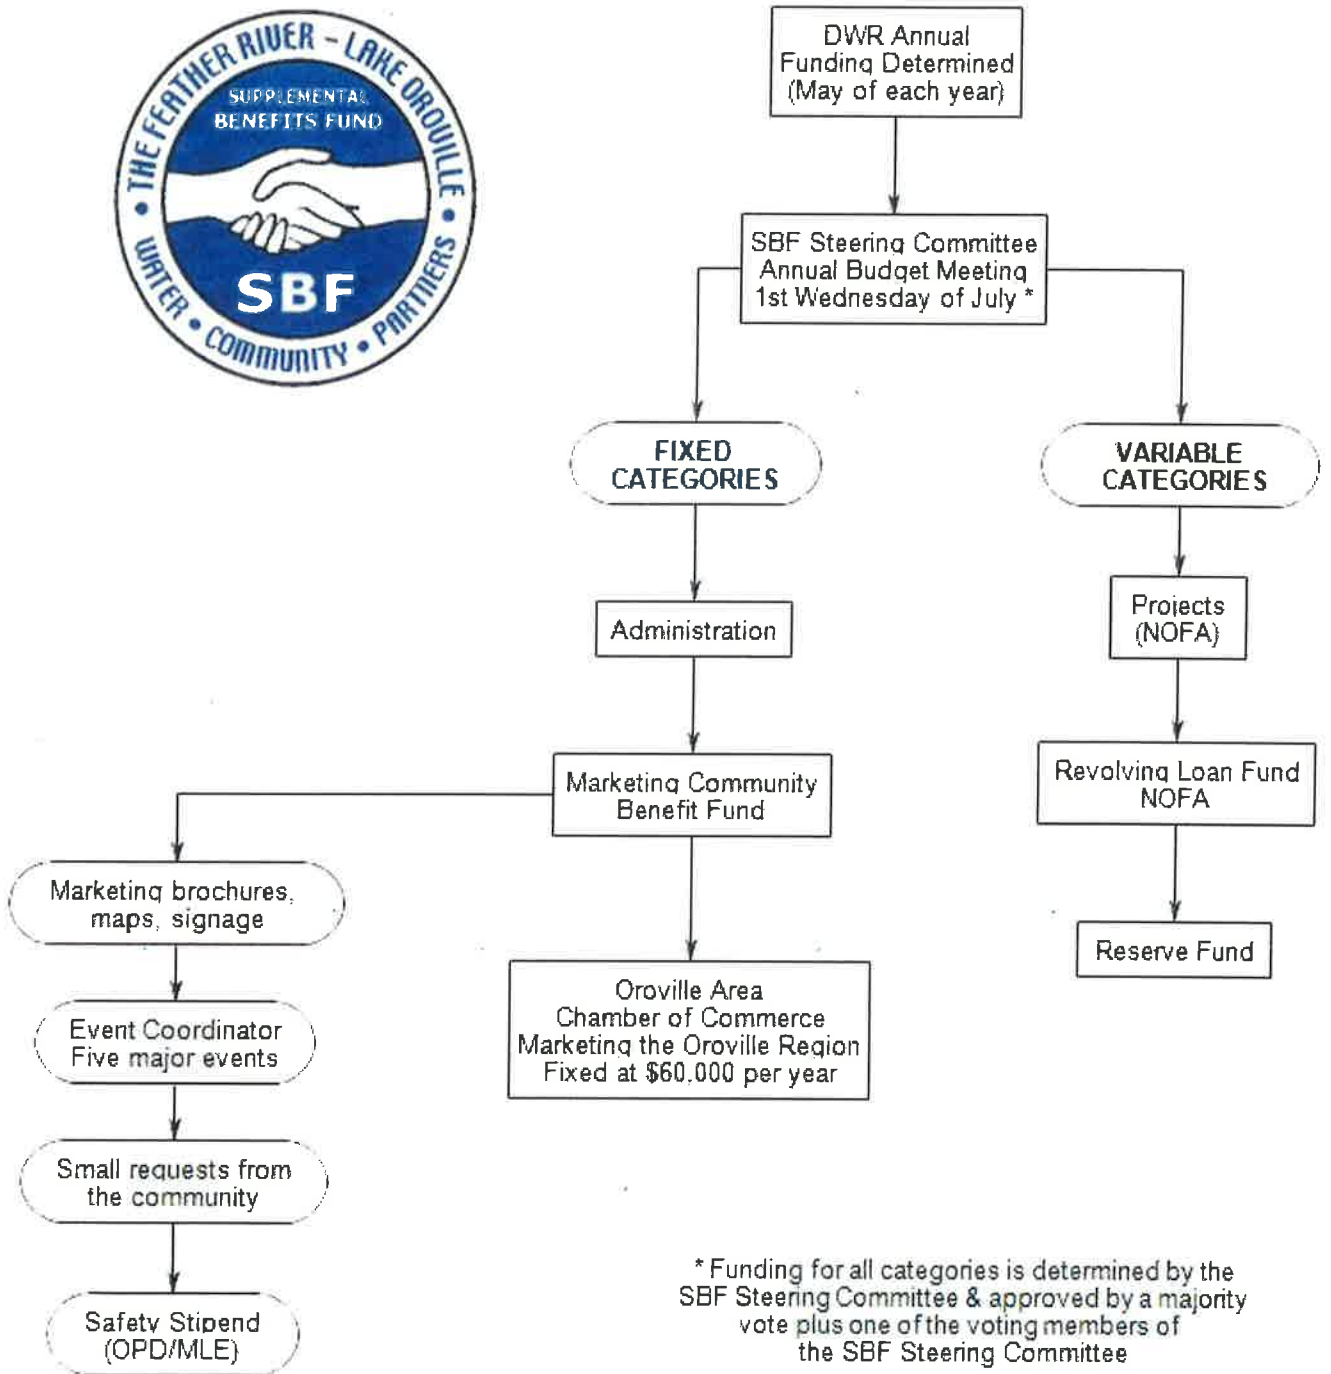 • THE FEATHER RIVER – LAKE OROVILLE •
SUPPLEMENTAL
BENEFITS FUND
SBF
WATER • COMMUNITY • PARTNERS
DWR Annual
Funding Determined
(May of each year)
SBF Steering Committee
Annual Budget Meeting
1st Wednesday of July *
FIXED
CATEGORIES
VARIABLE
CATEGORIES
Administration
Projects
(NOFA)
Marketing Community
Benefit Fund
Revolving Loan Fund
NOFA
Marketing brochures,
maps, signage
Reserve Fund
Oroville Area
Chamber of Commerce
Marketing the Oroville Region
Fixed at $60,000 per year
Event Coordinator
Five major events
Small requests from
the community
Safety Stipend
(OPD/MLE)
* Funding for all categories is determined by the
SBF Steering Committee & approved by a majority
vote plus one of the voting members of
the SBF Steering Committee